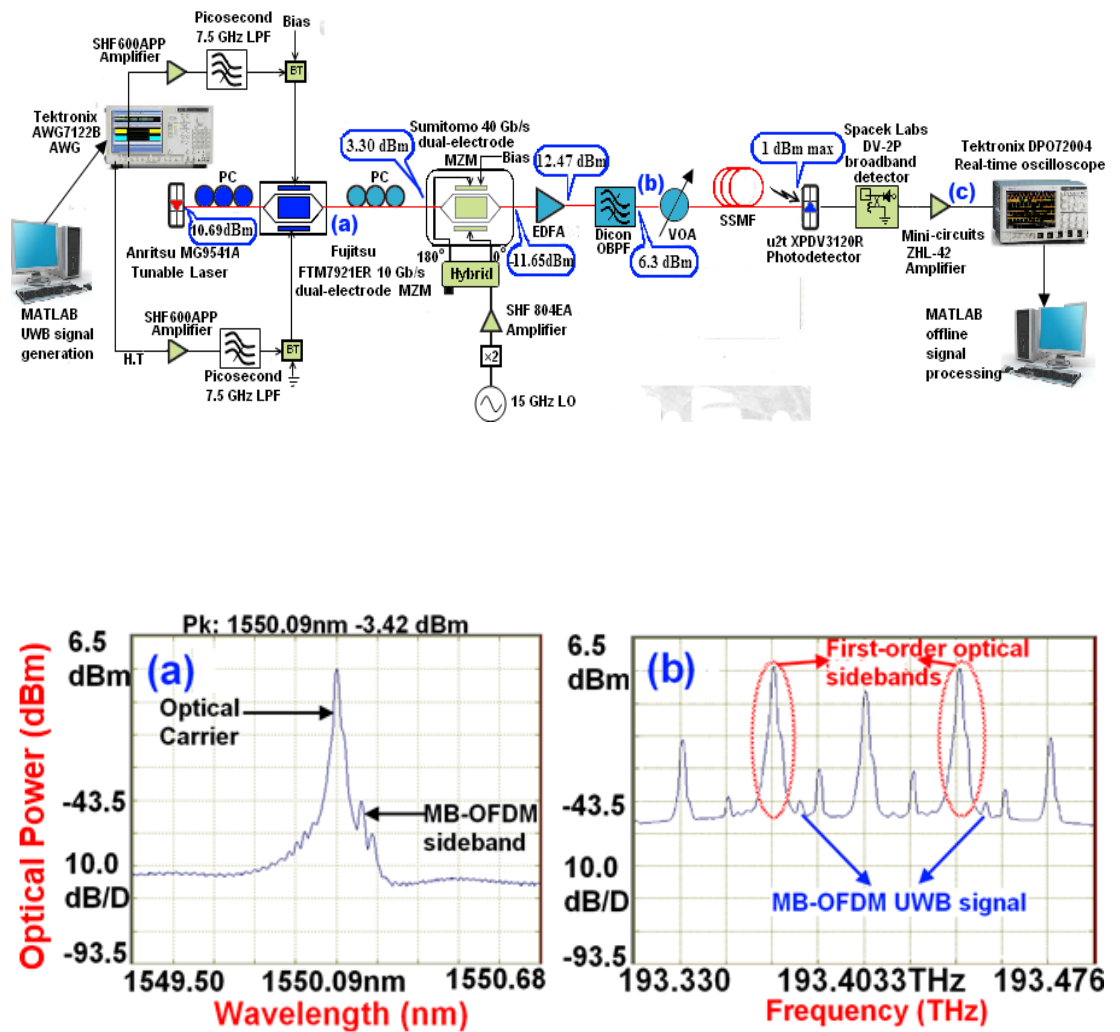 Picosecond
7.5 GHz LPF
Bias
SHF600APP
Amplifier
BT
Tektronix
AWG7122B
AWG
PC
10.69dBm
Anritsu MG9541A
Tunable Laser
(a)
PC
Fujitsu
FTM7921ER 10 Gb/s
dual-electrode MZM
3.30 dBm
Sumitomo 40 Gb/s
dual-electrode
MZM
Bias
180°
0°
Hybrid
-11.65dBm
SHF 804EA
Amplifier
×2
15 GHz LO
12.47 dBm
EDFA
Dicon
OBPF
(b)
6.3 dBm
VOA
SSMF
1 dBm max
u2t XPDV3120R
Photodetector
Spacek Labs
DV-2P
broadband
detector
(c)
Mini-circuits
ZHL-42
Amplifier
Tektronix DPO72004
Real-time oscilloscope
MATLAB
offline
signal
processing
MATLAB
UWB signal
generation
H.T
SHF600APP
Amplifier
BT
Picosecond
7.5 GHz LPF
Pk: 1550.09nm -3.42 dBm
Optical Power (dBm)
6.5
dBm
-43.5
10.0
dB/D
-93.5
(a)
Optical
Carrier
MB-OFDM
sideband
1549.50
1550.09nm
1550.68
Wavelength (nm)
6.5
dBm
-43.5
10.0
dB/D
-93.5
(b)
First-order optical
sidebands
MB-OFDM UWB signal
193.330
193.4033THz
193.476
Frequency (THz)